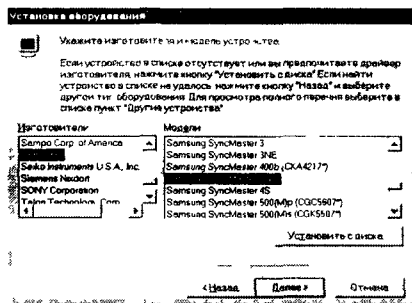 Установка оборудования
Укажите изготовителя и модель устройства.
Если устройство в списке отсутствует или вы предпочитаете драйвер
изготовителя, нажмите кнопку "Установить с диска" Если найти
устройство в списке не удалось нажмите кнопку "Назад" и выберите
другой тип оборудования Для просмотра полного перечня выберите в
списке пункт "Другие устройства"
Изготовители
Sampo Corp of America
Seiko Instruments U S A, Inc.
Siemens Nixdorf
SONY Corporation
Модели
Samsung SyncMaster 3
Samsung SyncMaster 3NE
Samsung SyncMaster 400b (CKA4217*)
Samsung SyncMaster 4S
Samsung SyncMaster 500(M)p (CGC5607*)
Samsung SyncMaster 500(M)s (CGK5507*)
Установить с диска
< Назад
Далее >
Отмена